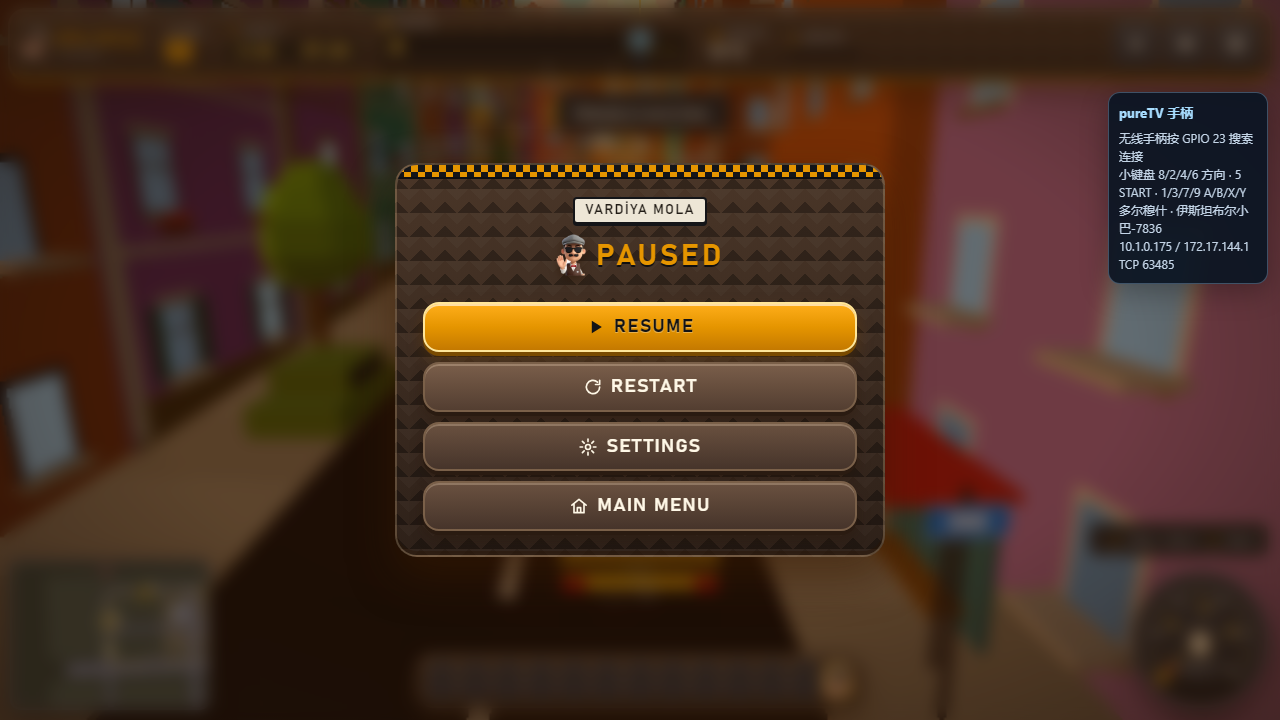 pureTV 手柄
无线手柄按 GPIO 23 搜索
连接
小键盘 8/2/4/6 方向 · 5
START · 1/3/7/9 A/B/X/Y
多尔穆什 · 伊斯坦布尔小
巴-7836
10.1.0.175 / 172.17.144.1
TCP 63485
VARDİYA MOLA
PAUSED
RESUME
RESTART
SETTINGS
MAIN MENU